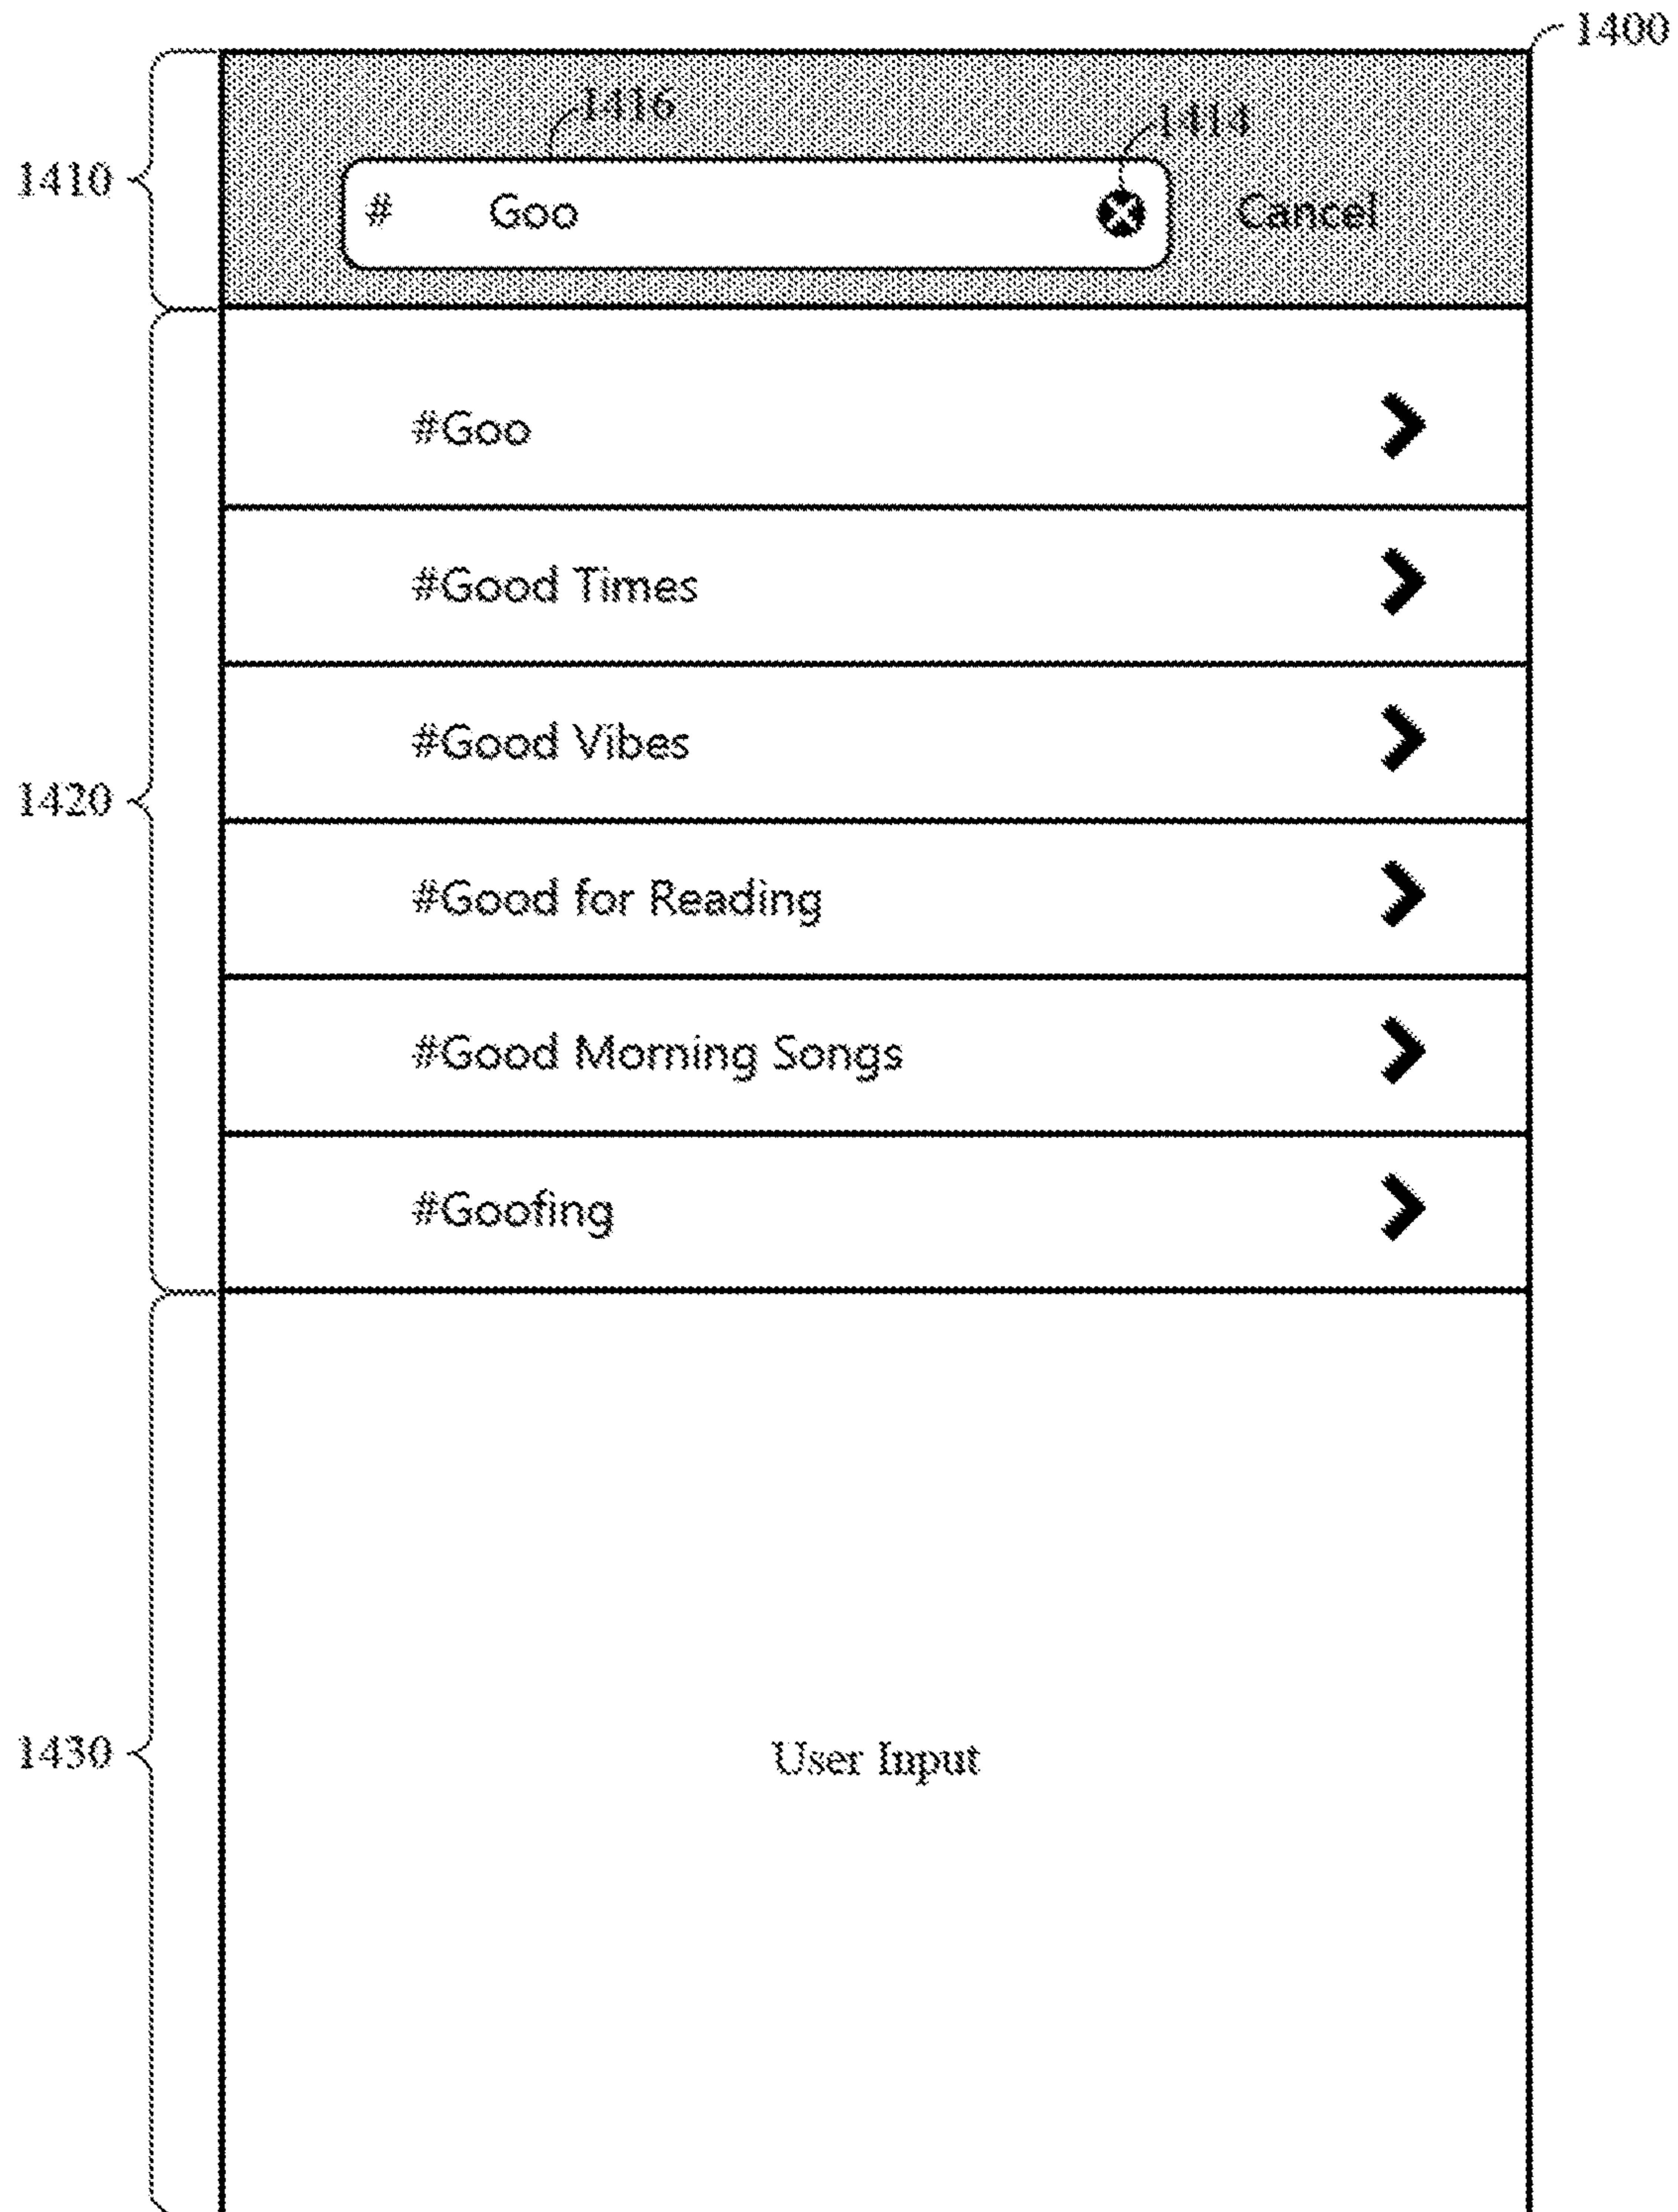 1400
1416
1414
1410
# Goo Cancel
#Goo
#Good Times
#Good Vibes
1420
#Good for Reading
#Good Morning Songs
#Goofing
1430
User Input